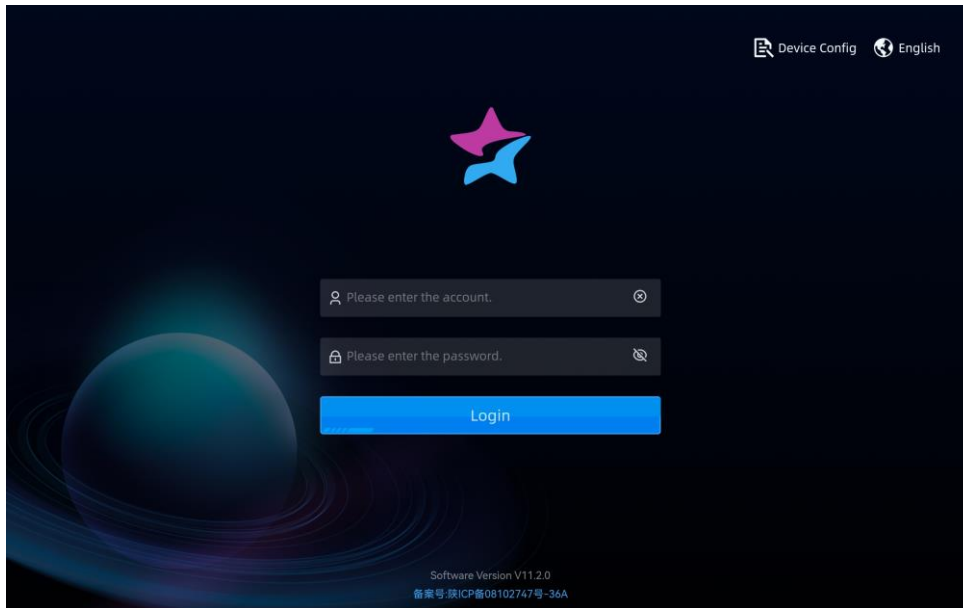 Device Config English
Please enter the account.
Please enter the password.
Login
Software Version V11.2.0
备案号:陕ICP备08102747号-36A